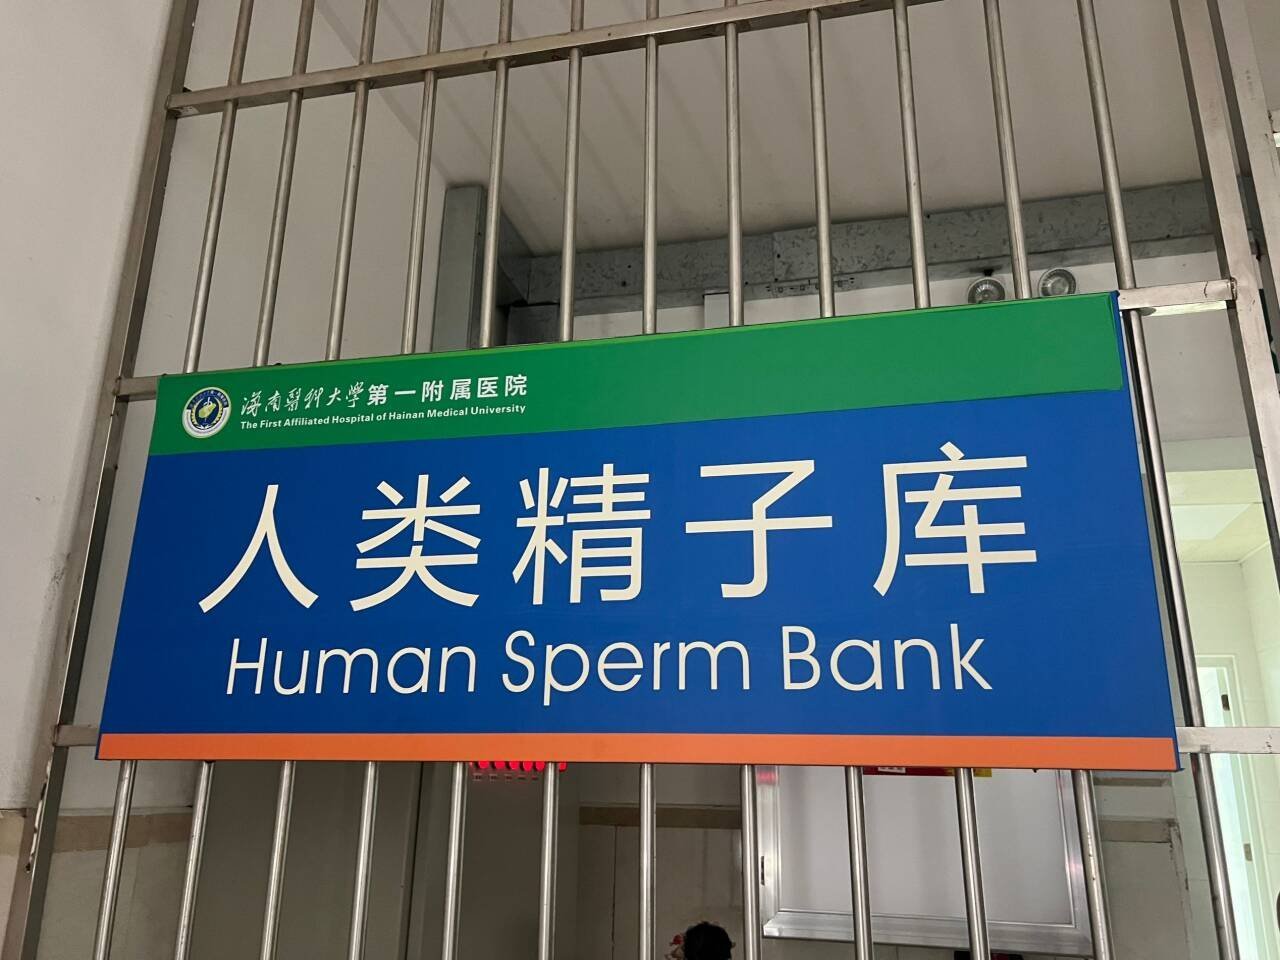 海南醫科大學第一附属医院
The First Affiliated Hospital of Hainan Medical University
人类精子库
Human Sperm Bank